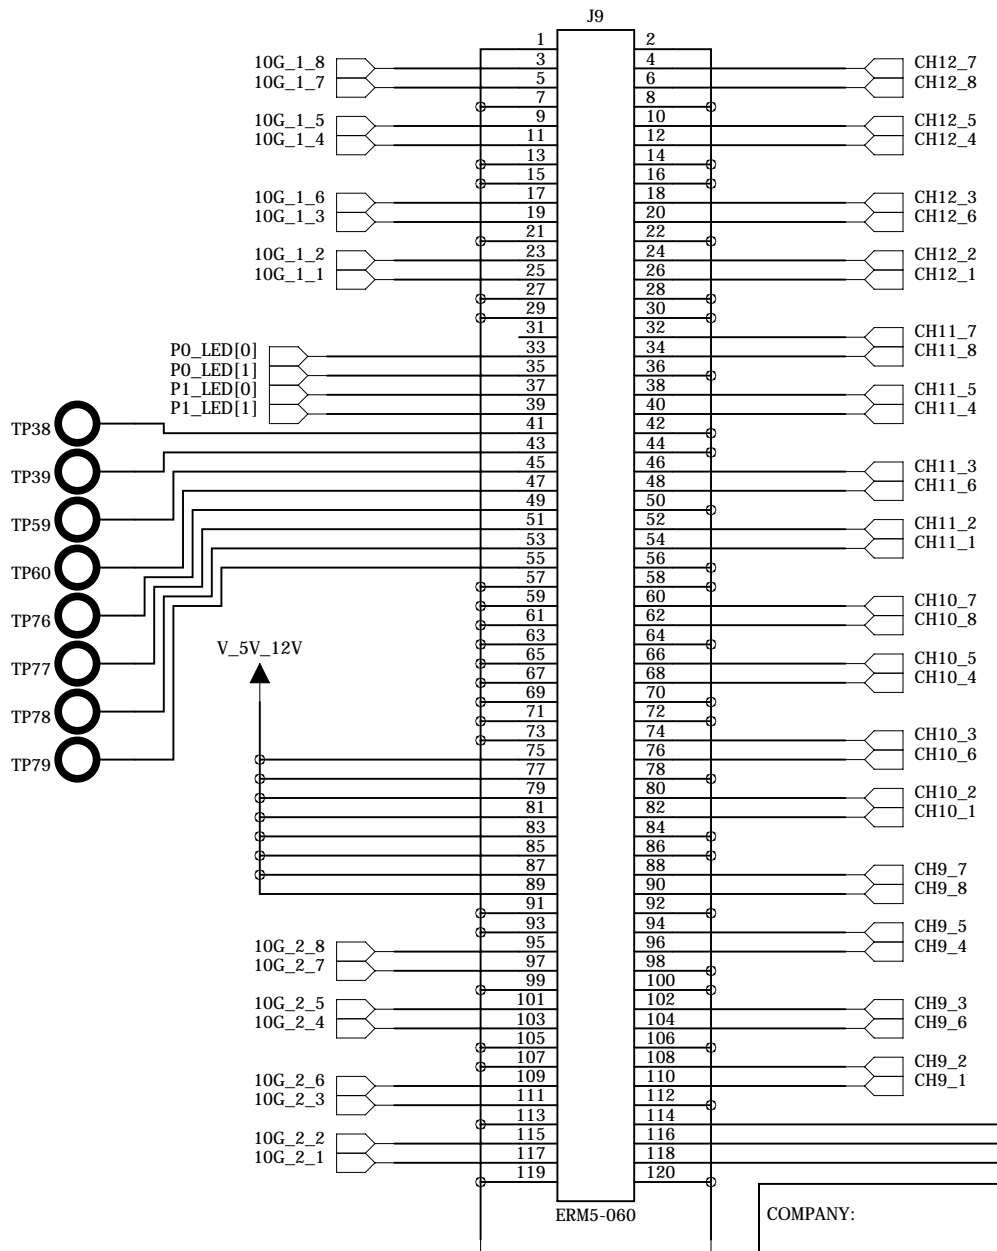 J9
1 2
10G_1_8 3 4 CH12_7
10G_1_7 5 6 CH12_8
7 8
10G_1_5 9 10 CH12_5
10G_1_4 11 12 CH12_4
13 14
15 16
10G_1_6 17 18 CH12_3
10G_1_3 19 20 CH12_6
21 22
10G_1_2 23 24 CH12_2
10G_1_1 25 26 CH12_1
27 28
29 30
31 32 CH11_7
P0_LED[0] 33 34 CH11_8
P0_LED[1] 35 36
P1_LED[0] 37 38 CH11_5
P1_LED[1] 39 40 CH11_4
TP38 41 42
43 44
TP39 45 46 CH11_3
47 48 CH11_6
49 50
TP59 51 52 CH11_2
53 54 CH11_1
55 56
TP60 57 58
59 60 CH10_7
TP76 61 62 CH10_8
63 64
V_5V_12V
TP77 65 66 CH10_5
67 68 CH10_4
69 70
TP78 71 72
73 74 CH10_3
75 76 CH10_6
TP79 77 78
79 80 CH10_2
81 82 CH10_1
83 84
85 86
87 88 CH9_7
89 90 CH9_8
91 92
93 94 CH9_5
10G_2_8 95 96 CH9_4
10G_2_7 97 98
99 100
10G_2_5 101 102 CH9_3
10G_2_4 103 104 CH9_6
105 106
107 108 CH9_2
10G_2_6 109 110 CH9_1
10G_2_3 111 112
113 114
10G_2_2 115 116
10G_2_1 117 118
119 120
ERM5-060
COMPANY: